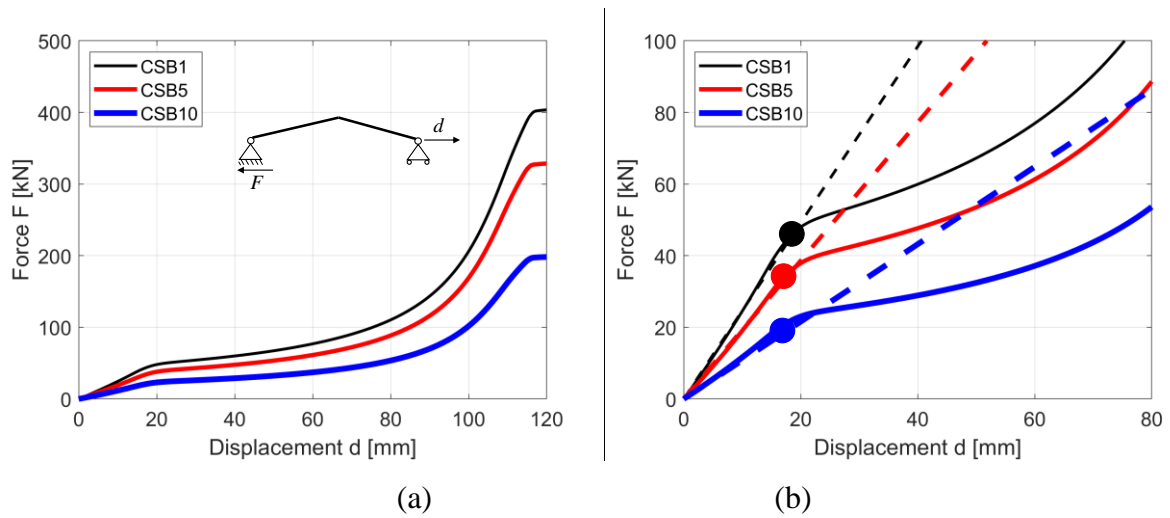 500
400
300
200
100
0
0 20 40 60 80 100 120
Force F [kN]
Displacement d [mm]
CSB1
CSB5
CSB10
d
F
(a)
100
80
60
40
20
0
0 20 40 60 80
Force F [kN]
Displacement d [mm]
CSB1
CSB5
CSB10
(b)